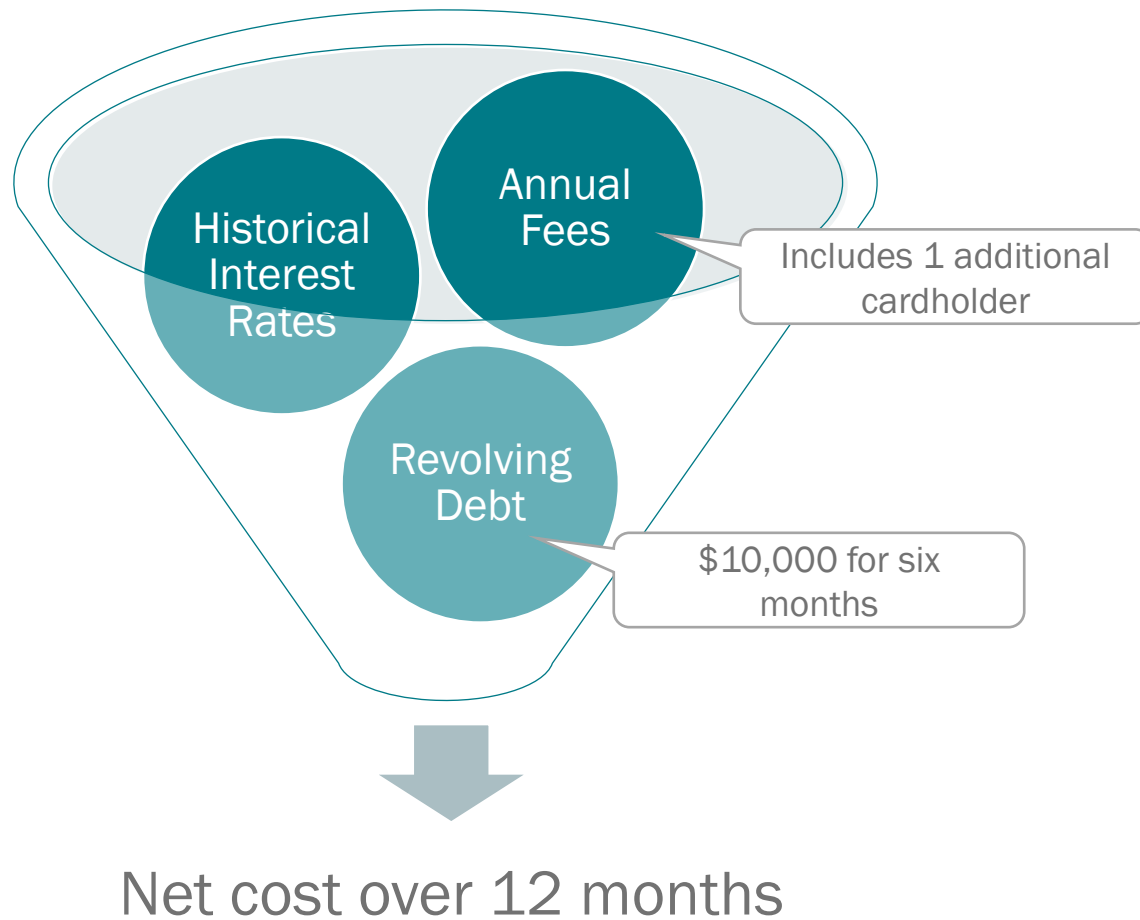 Annual
Fees
Historical
Interest
Rates
Includes 1 additional
cardholder
Revolving
Debt
$10,000 for six
months
Net cost over 12 months